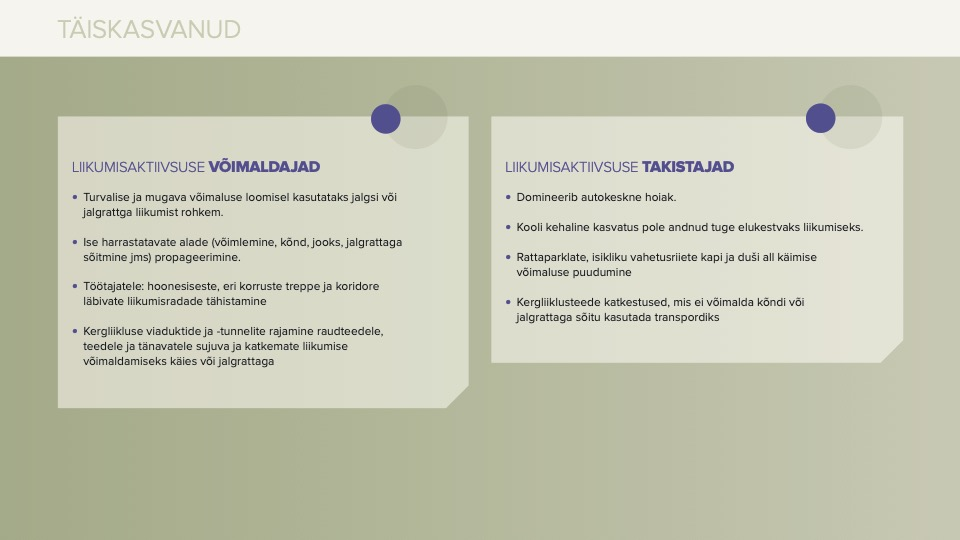 TÄISKASVANUD
LIIKUMISAKTIIVSUSE VÕIMALDAJAD
• Turvalise ja mugava võimaluse loomisel kasutataks jalgsi või
jalgrattga liikumist rohkem.
• Ise harrastatavate alade (võimlemine, kõnd, jooks, jalgrattaga
sõitmine jms) propageerimine.
• Töötajatele: hoonesiseste, eri korruste treppe ja koridore
läbivate liikumisradade tähistamine
• Kergliikluse viaduktide ja -tunnelite rajamine raudteedele,
teedele ja tänavatele sujuva ja katkemate liikumise
võimaldamiseks käies või jalgrattaga
LIIKUMISAKTIIVSUSE TAKISTAJAD
• Domineerib autokeskne hoiak.
• Kooli kehaline kasvatus pole andnud tuge elukestvaks liikumiseks.
• Rattaparklate, isikliku vahetusriiete kapi ja duši all käimise
võimaluse puudumine
• Kergliiklusteede katkestused, mis ei võimalda kõndi või
jalgrattaga sõitu kasutada transpordiks